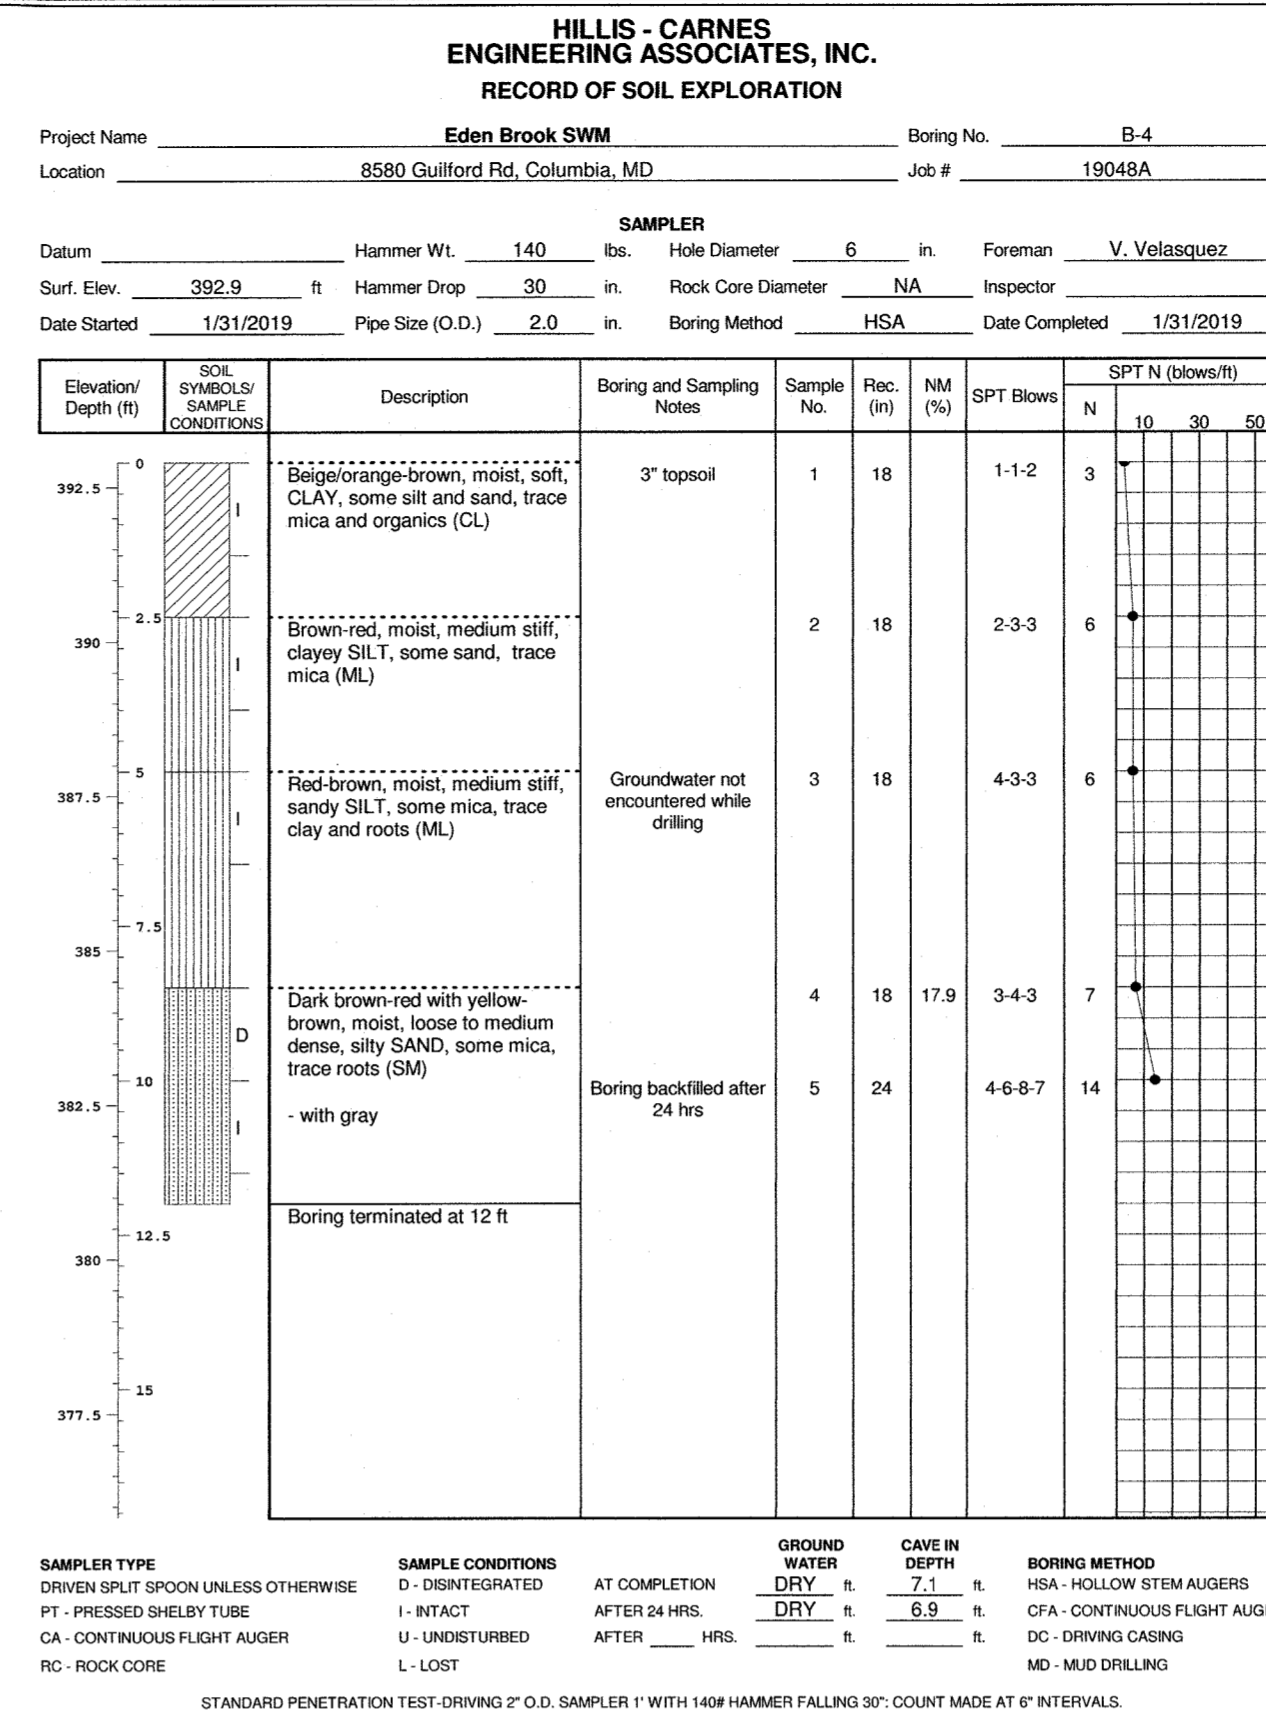 HILLIS - CARNES
ENGINEERING ASSOCIATES, INC.
RECORD OF SOIL EXPLORATION
Project Name Eden Brook SWM Boring No. B-4
Location 8580 Guilford Rd, Columbia, MD Job # 19048A
SAMPLER
Datum Hammer Wt. 140 lbs. Hole Diameter 6 in. Foreman V. Velasquez
Surf. Elev. 392.9 ft Hammer Drop 30 in. Rock Core Diameter NA Inspector
Date Started 1/31/2019 Pipe Size (O.D.) 2.0 in. Boring Method HSA Date Completed 1/31/2019
Elevation/
Depth (ft)
SOIL
SYMBOLS/
SAMPLE
CONDITIONS
Description
Boring and Sampling
Notes
Sample
No.
Rec.
(in)
NM
(%)
SPT Blows
SPT N (blows/ft)
N
10 30 50
0
392.5
I
Beige/orange-brown, moist, soft,
CLAY, some silt and sand, trace
mica and organics (CL)
3" topsoil
1 18 1-1-2 3
2.5
390
I
Brown-red, moist, medium stiff,
clayey SILT, some sand, trace
mica (ML)
2 18 2-3-3 6
5
387.5
I
Red-brown, moist, medium stiff,
sandy SILT, some mica, trace
clay and roots (ML)
Groundwater not
encountered while
drilling
3 18 4-3-3 6
7.5
385
D
Dark brown-red with yellow-
brown, moist, loose to medium
dense, silty SAND, some mica,
trace roots (SM)
4 18 17.9 3-4-3 7
10
382.5
I
- with gray
Boring backfilled after
24 hrs
5 24 4-6-8-7 14
Boring terminated at 12 ft
12.5
380
15
377.5
SAMPLER TYPE
DRIVEN SPLIT SPOON UNLESS OTHERWISE
PT - PRESSED SHELBY TUBE
CA - CONTINUOUS FLIGHT AUGER
RC - ROCK CORE
SAMPLE CONDITIONS
D - DISINTEGRATED
I - INTACT
U - UNDISTURBED
L - LOST
GROUND
WATER
CAVE IN
DEPTH
AT COMPLETION DRY ft. 7.1 ft.
AFTER 24 HRS. DRY ft. 6.9 ft.
AFTER HRS. ft. ft.
BORING METHOD
HSA - HOLLOW STEM AUGERS
CFA - CONTINUOUS FLIGHT AUG
DC - DRIVING CASING
MD - MUD DRILLING
STANDARD PENETRATION TEST-DRIVING 2" O.D. SAMPLER 1' WITH 140# HAMMER FALLING 30": COUNT MADE AT 6" INTERVALS.